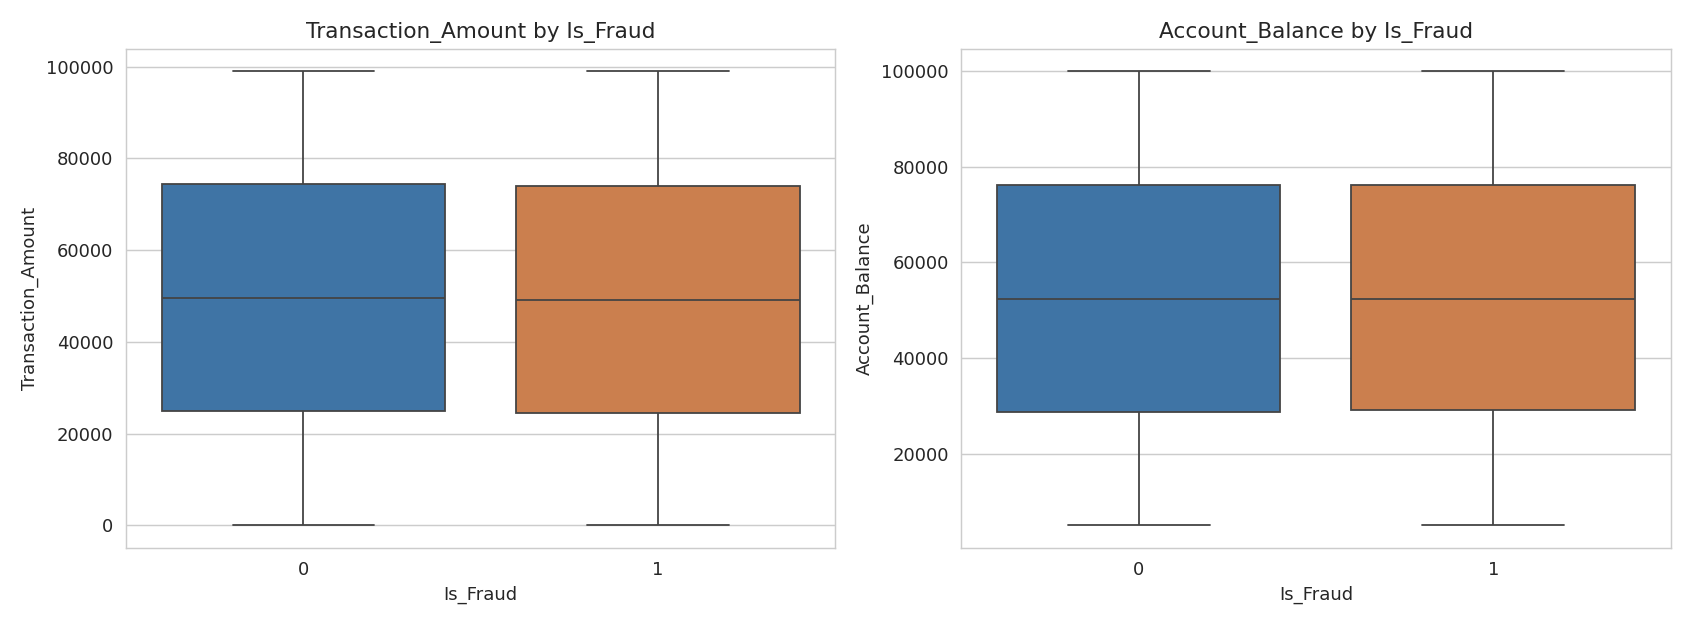 Transaction_Amount by Is_Fraud
100000
80000
60000
40000
20000
0
Transaction_Amount
0 1
Is_Fraud
Account_Balance by Is_Fraud
100000
80000
60000
40000
20000
Account_Balance
0 1
Is_Fraud